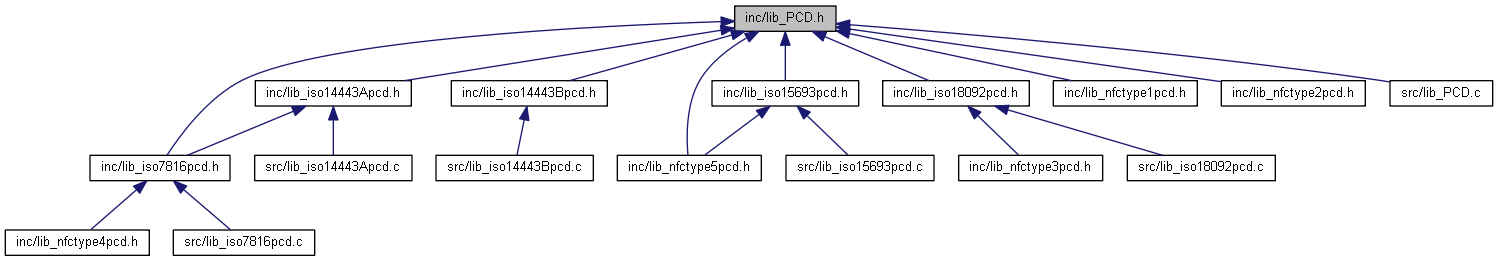 inc/lib_PCD.h
inc/lib_iso14443Apcd.h
inc/lib_iso14443Bpcd.h
inc/lib_iso15693pcd.h
inc/lib_iso18092pcd.h
inc/lib_nfctype1pcd.h
inc/lib_nfctype2pcd.h
src/lib_PCD.c
inc/lib_iso7816pcd.h
src/lib_iso14443Apcd.c
src/lib_iso14443Bpcd.c
inc/lib_nfctype5pcd.h
src/lib_iso15693pcd.c
inc/lib_nfctype3pcd.h
src/lib_iso18092pcd.c
inc/lib_nfctype4pcd.h
src/lib_iso7816pcd.c